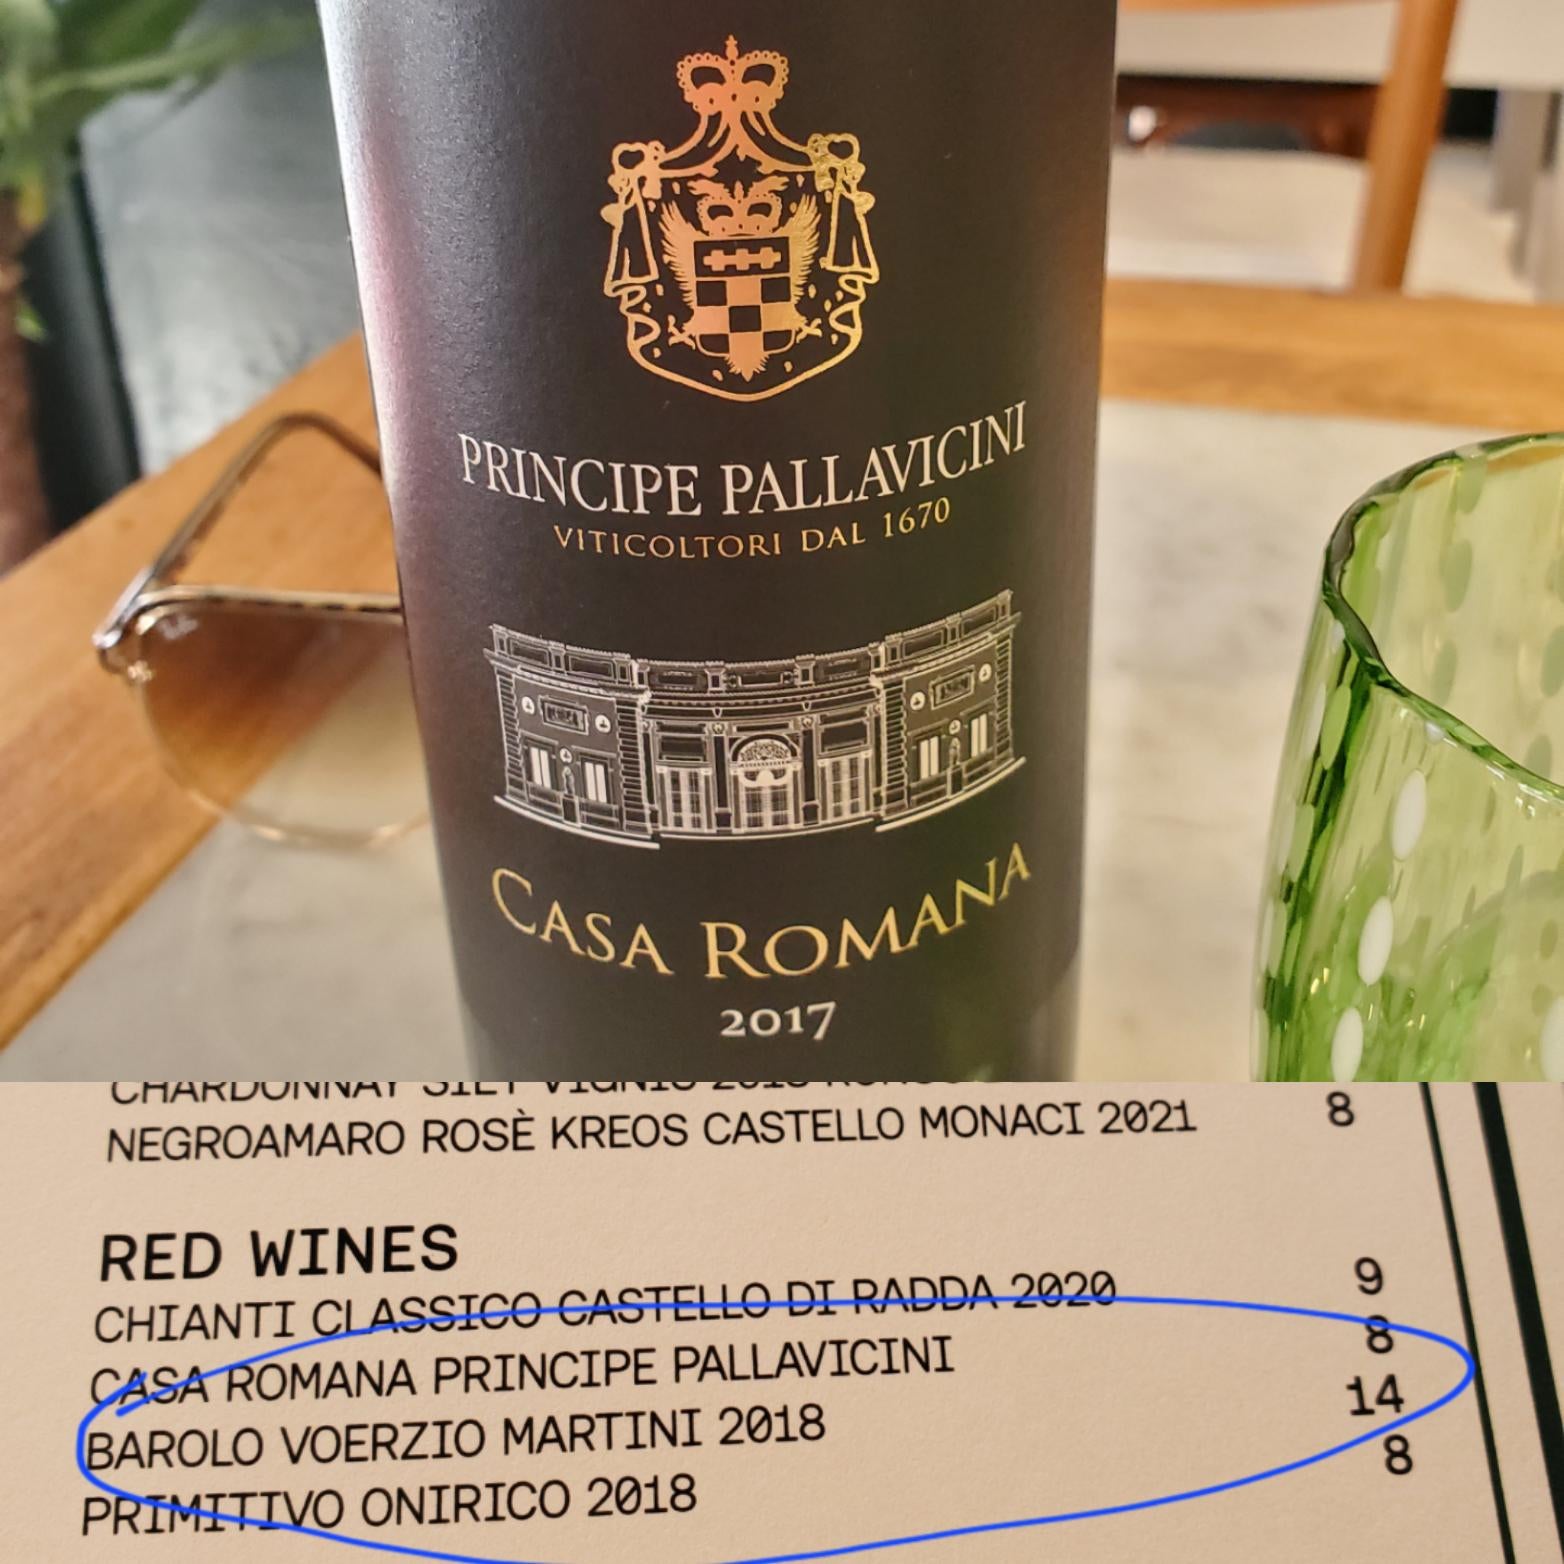 PRINCIPE PALLAVICINI
VITICOLTORI DAL 1670
CASA ROMANA
2017
CHARDONNAY
NEGROAMARO ROSÈ KREOS CASTELLO MONACI 2021 8
RED WINES
CHIANTI CLASSICO CASTELLO DI RADDA 2020 9
CASA ROMANA PRINCIPE PALLAVICINI 8
BAROLO VOERZIO MARTINI 2018 14
PRIMITIVO ONIRICO 2018 8